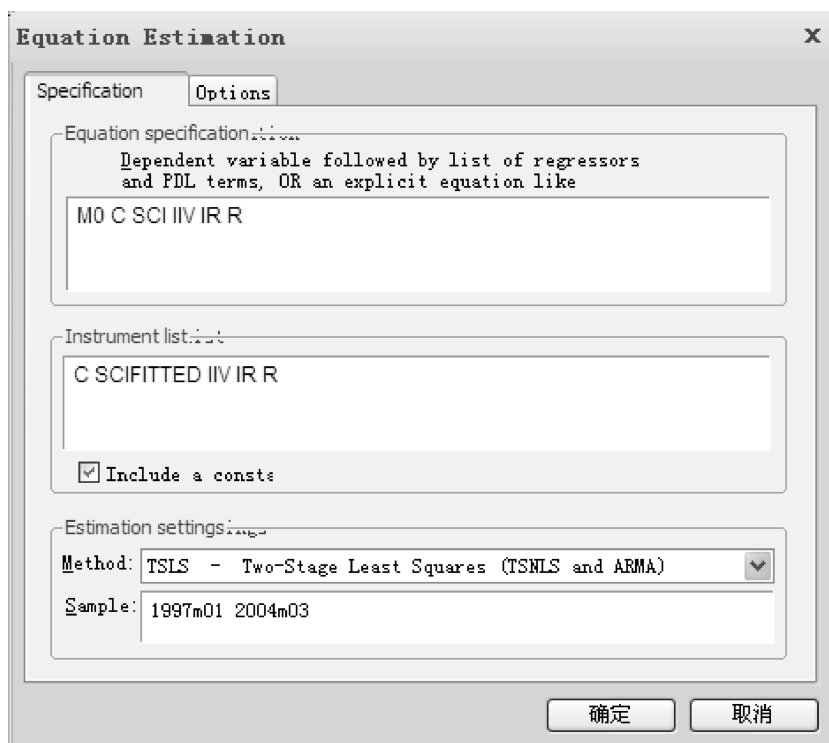 Equation Estimation
Specification
Options
Equation specification
Dependent variable followed by list of regressors
and PDL terms, OR an explicit equation like
M0 C SCI IIV IR R
Instrument list
C SCIFITTED IIV IR R
Include a consta
Estimation settings
Method: TSLS - Two-Stage Least Squares (TSNLS and ARMA)
Sample: 1997m01 2004m03
确定 取消